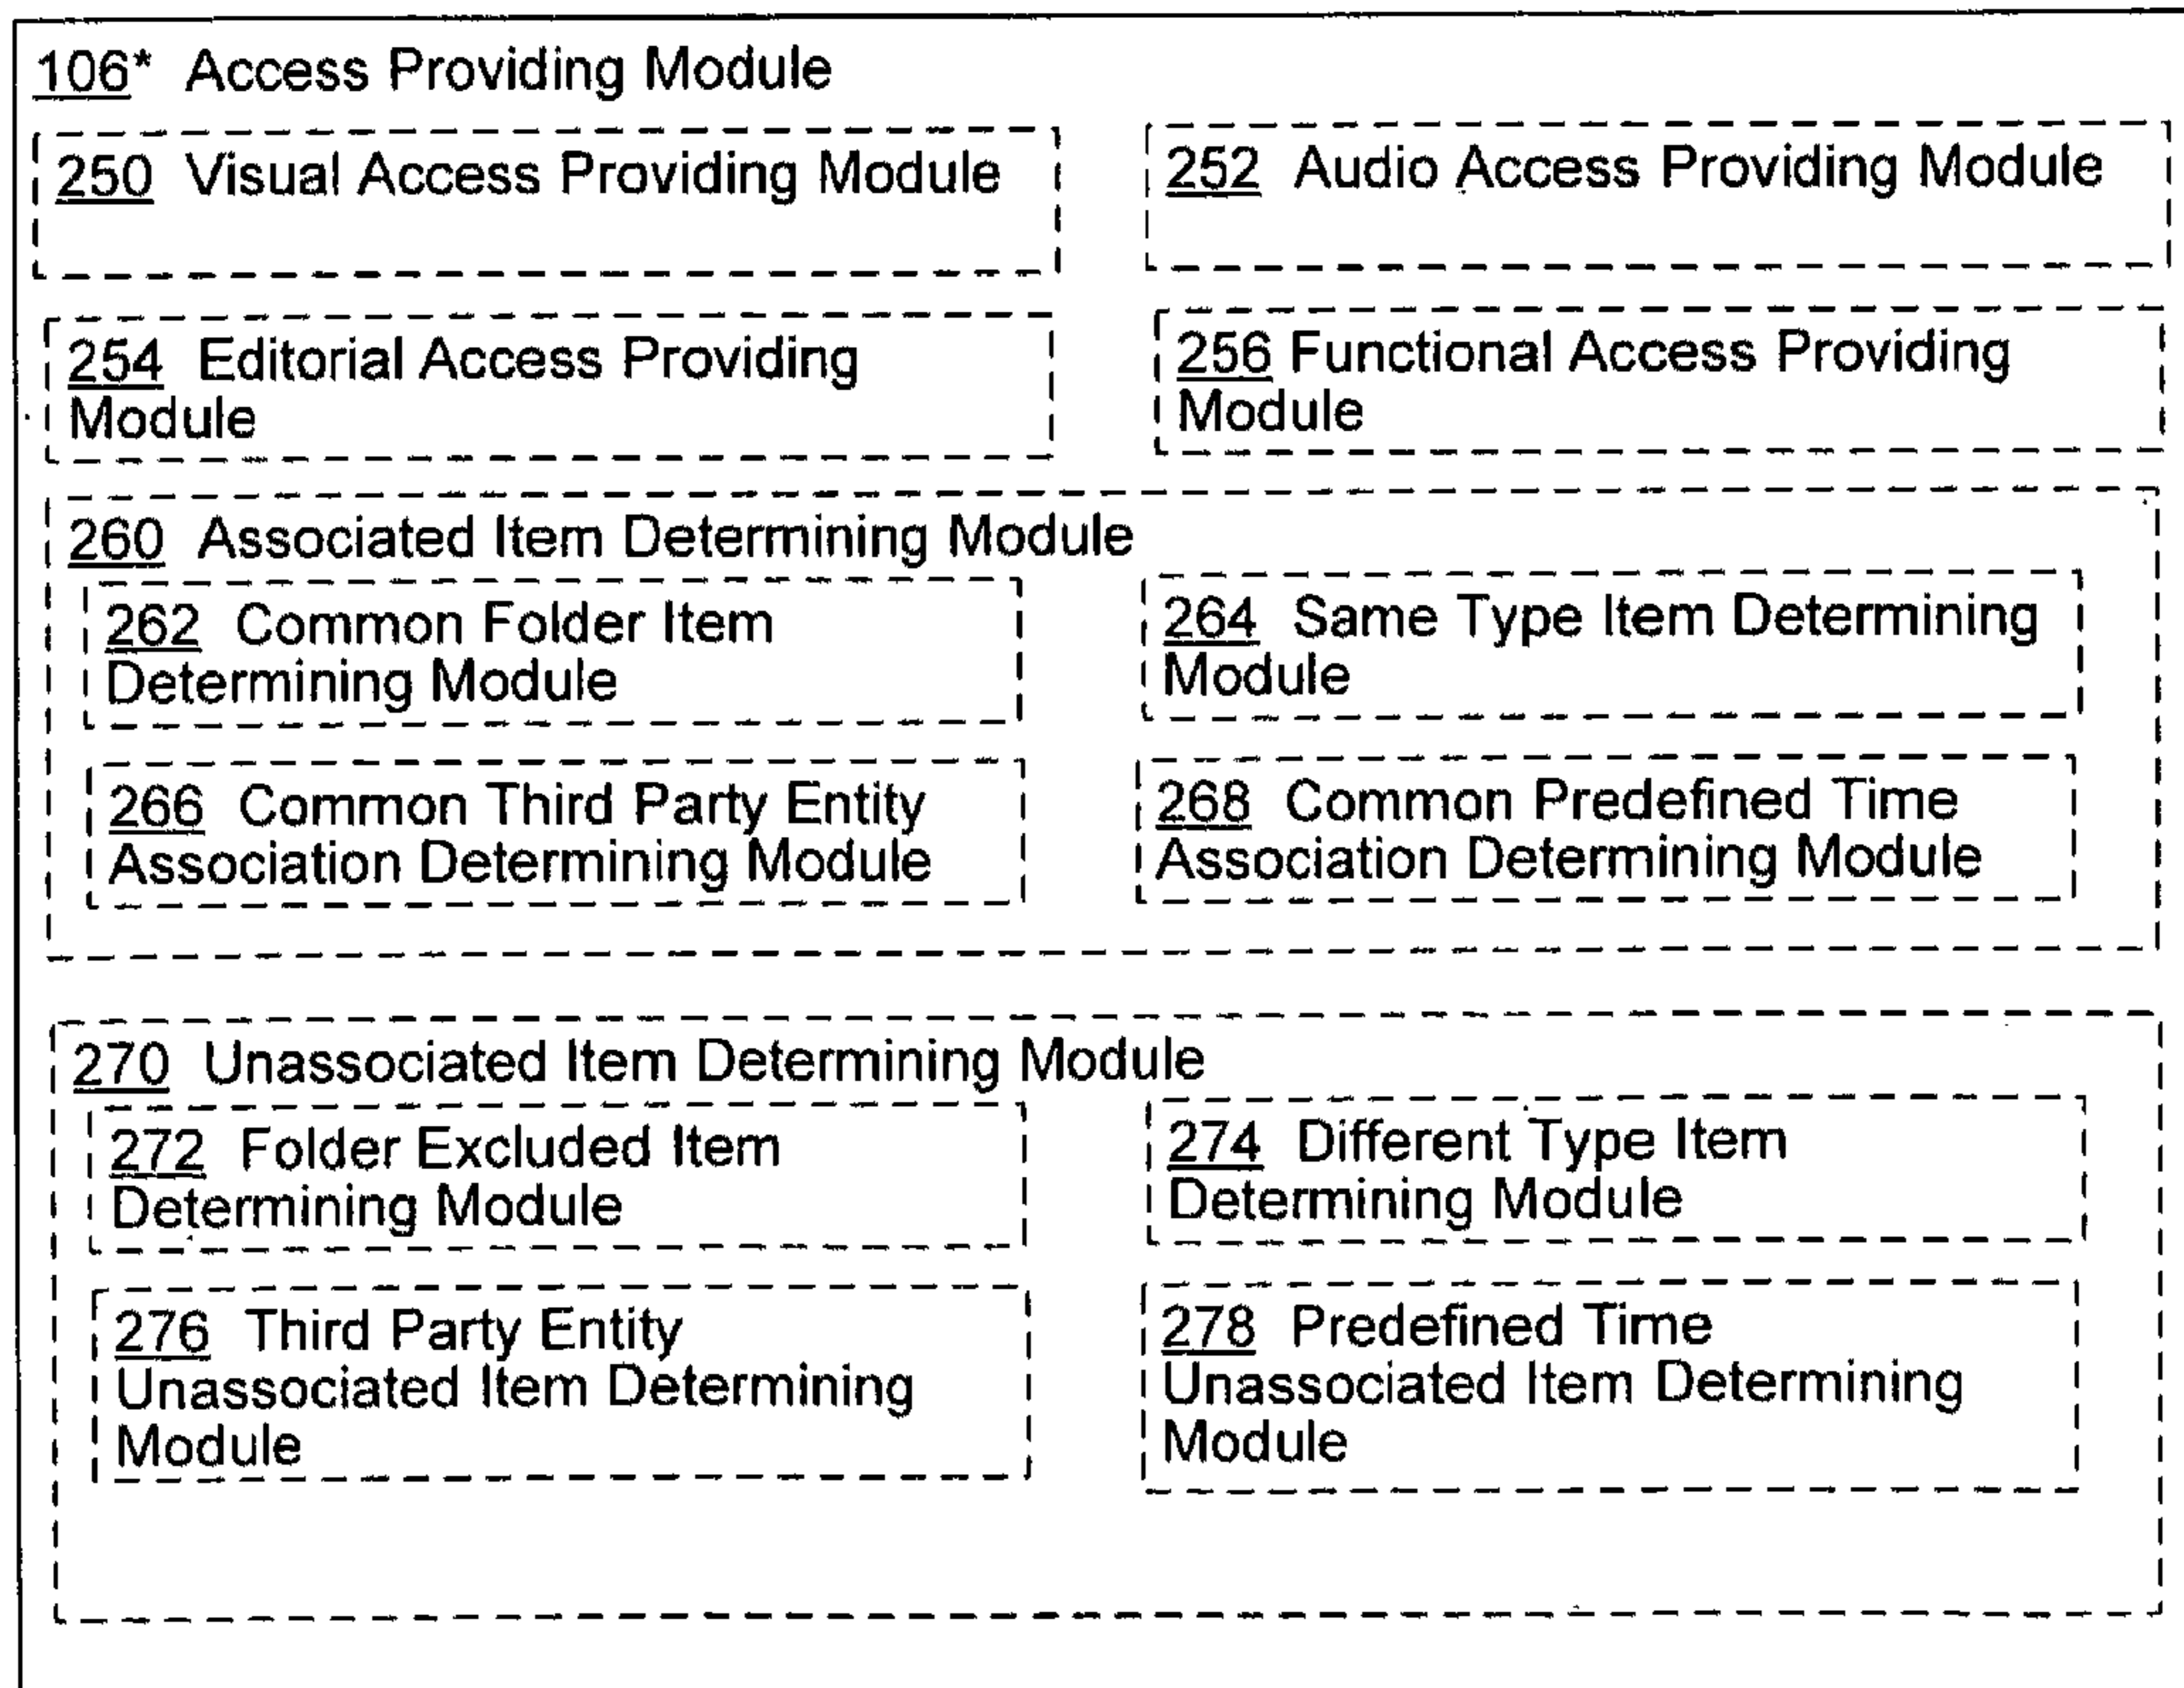 106* Access Providing Module
250 Visual Access Providing Module
252 Audio Access Providing Module
254 Editorial Access Providing
Module
256 Functional Access Providing
Module
260 Associated Item Determining Module
262 Common Folder Item
Determining Module
264 Same Type Item Determining
Module
266 Common Third Party Entity
Association Determining Module
268 Common Predefined Time
Association Determining Module
270 Unassociated Item Determining Module
272 Folder Excluded Item
Determining Module
274 Different Type Item
Determining Module
276 Third Party Entity
Unassociated Item Determining
Module
278 Predefined Time
Unassociated Item Determining
Module